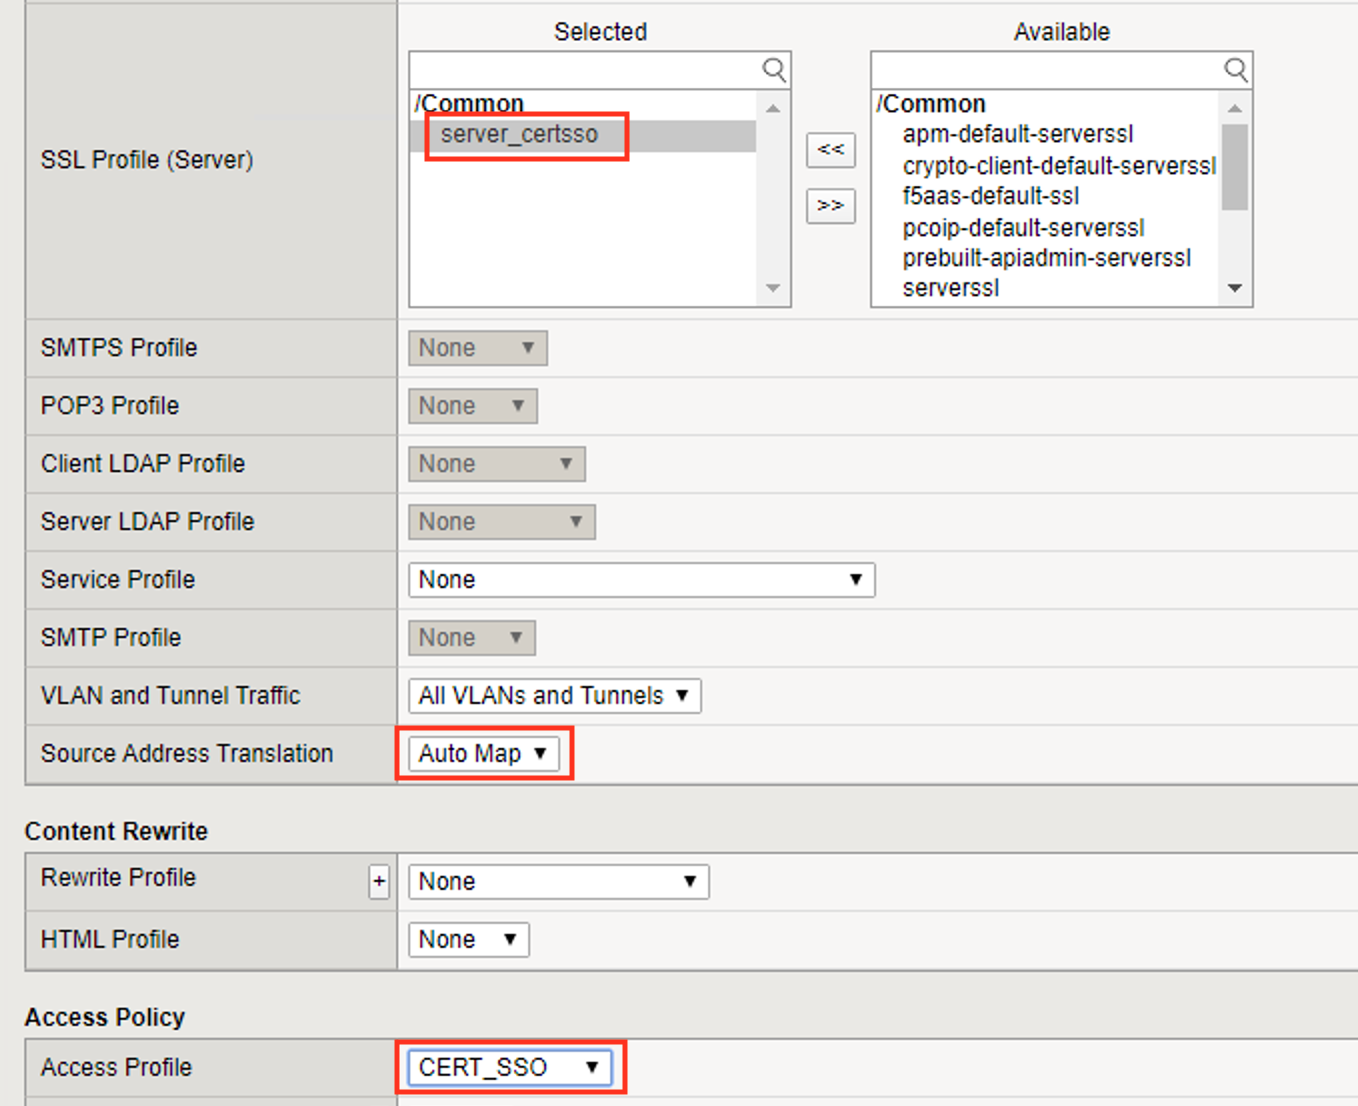 Selected
Available
SSL Profile (Server)
/Common
server_certsso
<<
>>
/Common
apm-default-serverssl
crypto-client-default-serverssl
f5aas-default-ssl
pcoip-default-serverssl
prebuilt-apiadmin-serverssl
serverssl
SMTPS Profile None
POP3 Profile None
Client LDAP Profile None
Server LDAP Profile None
Service Profile None
SMTP Profile None
VLAN and Tunnel Traffic All VLANs and Tunnels
Source Address Translation Auto Map
Content Rewrite
Rewrite Profile + None
HTML Profile None
Access Policy
Access Profile CERT_SSO